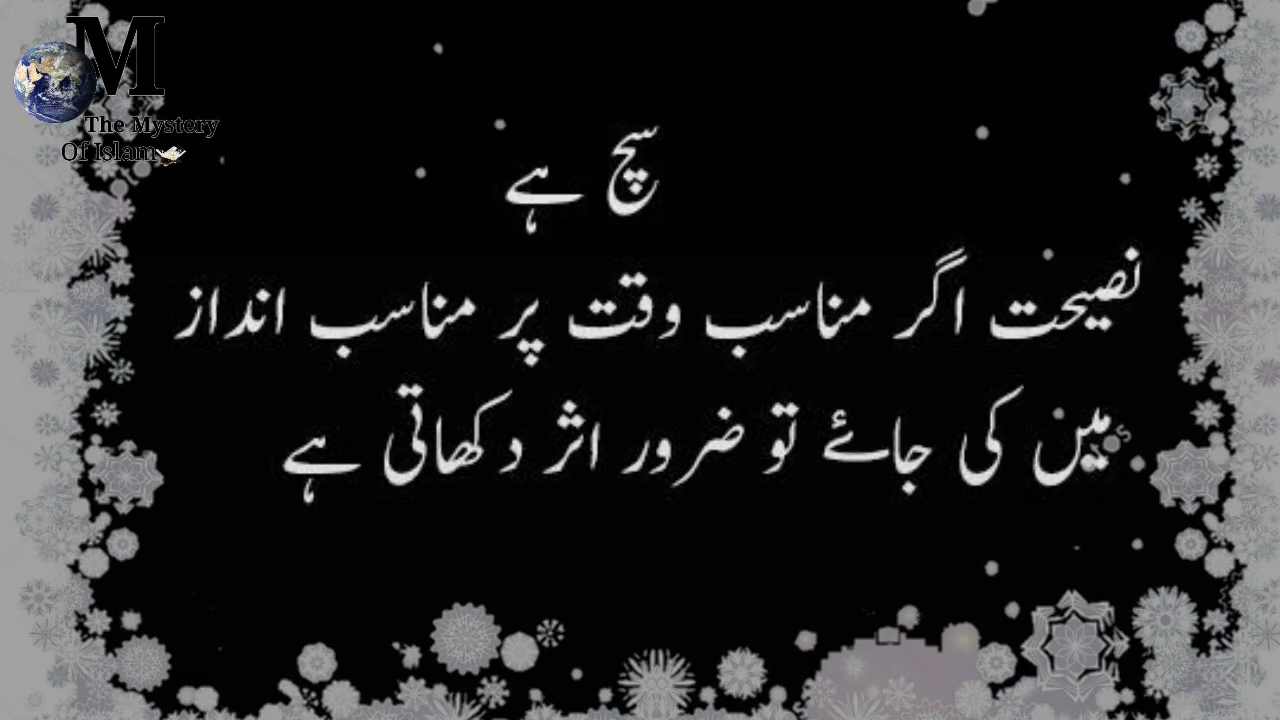 M
The Mystery
Of Islam
سچ ہے
نصیحت اگر مناسب وقت پر مناسب انداز
میں کی جائے تو ضرور اثر دکھاتی ہے